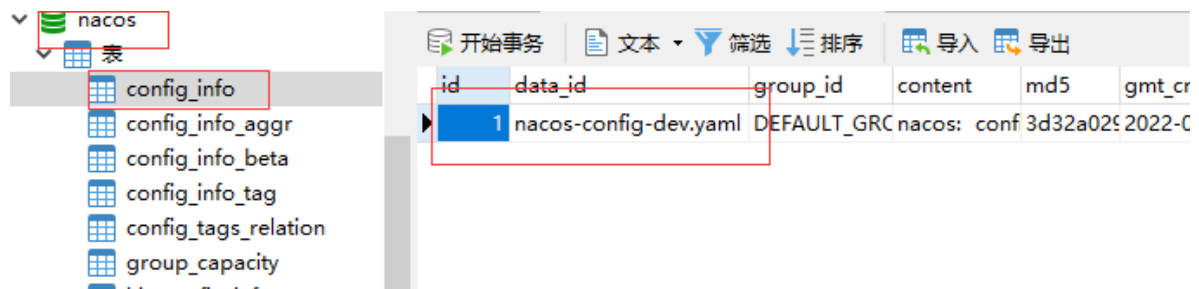 nacos
表
config_info
config_info_aggr
config_info_beta
config_info_tag
config_tags_relation
group_capacity
开始事务 文本 筛选 排序 导入 导出
id data_id group_id content md5 gmt_cr
1 nacos-config-dev.yaml DEFAULT_GRC nacos: conf 3d32a029 2022-0